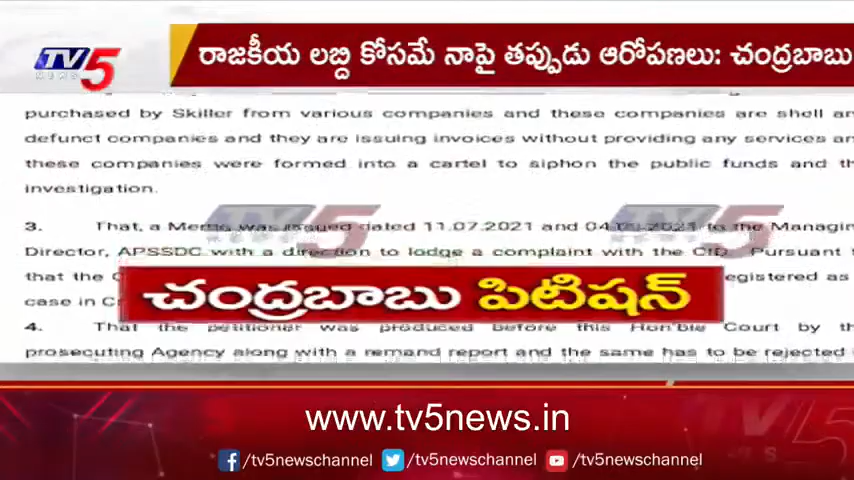 TV5
NEWS
రాజకీయ లబ్ది కోసమే నాపై తప్పుడు ఆరోపణలు: చంద్రబాబు
purchased by Skiller from various companies and these companies are shell
defunct companies and they are issuing invoices without providing any services
these companies were formed into a cartel to siphon the public funds and
investigation.
3. That, a Memo was issued dated 11.07.2021 and to the
Director, APSSDC with a direction to lodge a complaint with the CID. Pursuant
that the
చంద్రబాబు పిటిషన్
registered as
case in
4. That the petitioner was produced before this Hon'ble Court by
prosecuting Agency along with a remand report and the same has to be rejected
www.tv5news.in
/tv5newschannel /tv5newschannel /tv5newschannel